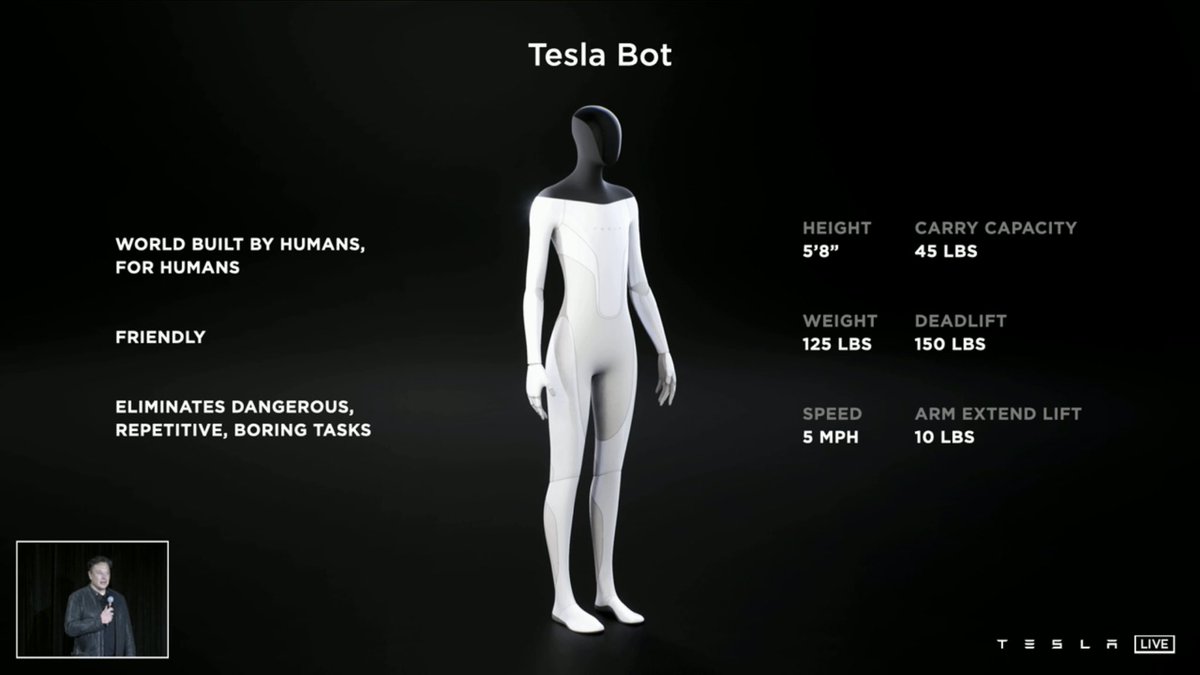 Tesla Bot
WORLD BUILT BY HUMANS,
FOR HUMANS
FRIENDLY
ELIMINATES DANGEROUS,
REPETITIVE, BORING TASKS
HEIGHT
5’8”
CARRY CAPACITY
45 LBS
WEIGHT
125 LBS
DEADLIFT
150 LBS
SPEED
5 MPH
ARM EXTEND LIFT
10 LBS
TESLA LIVE